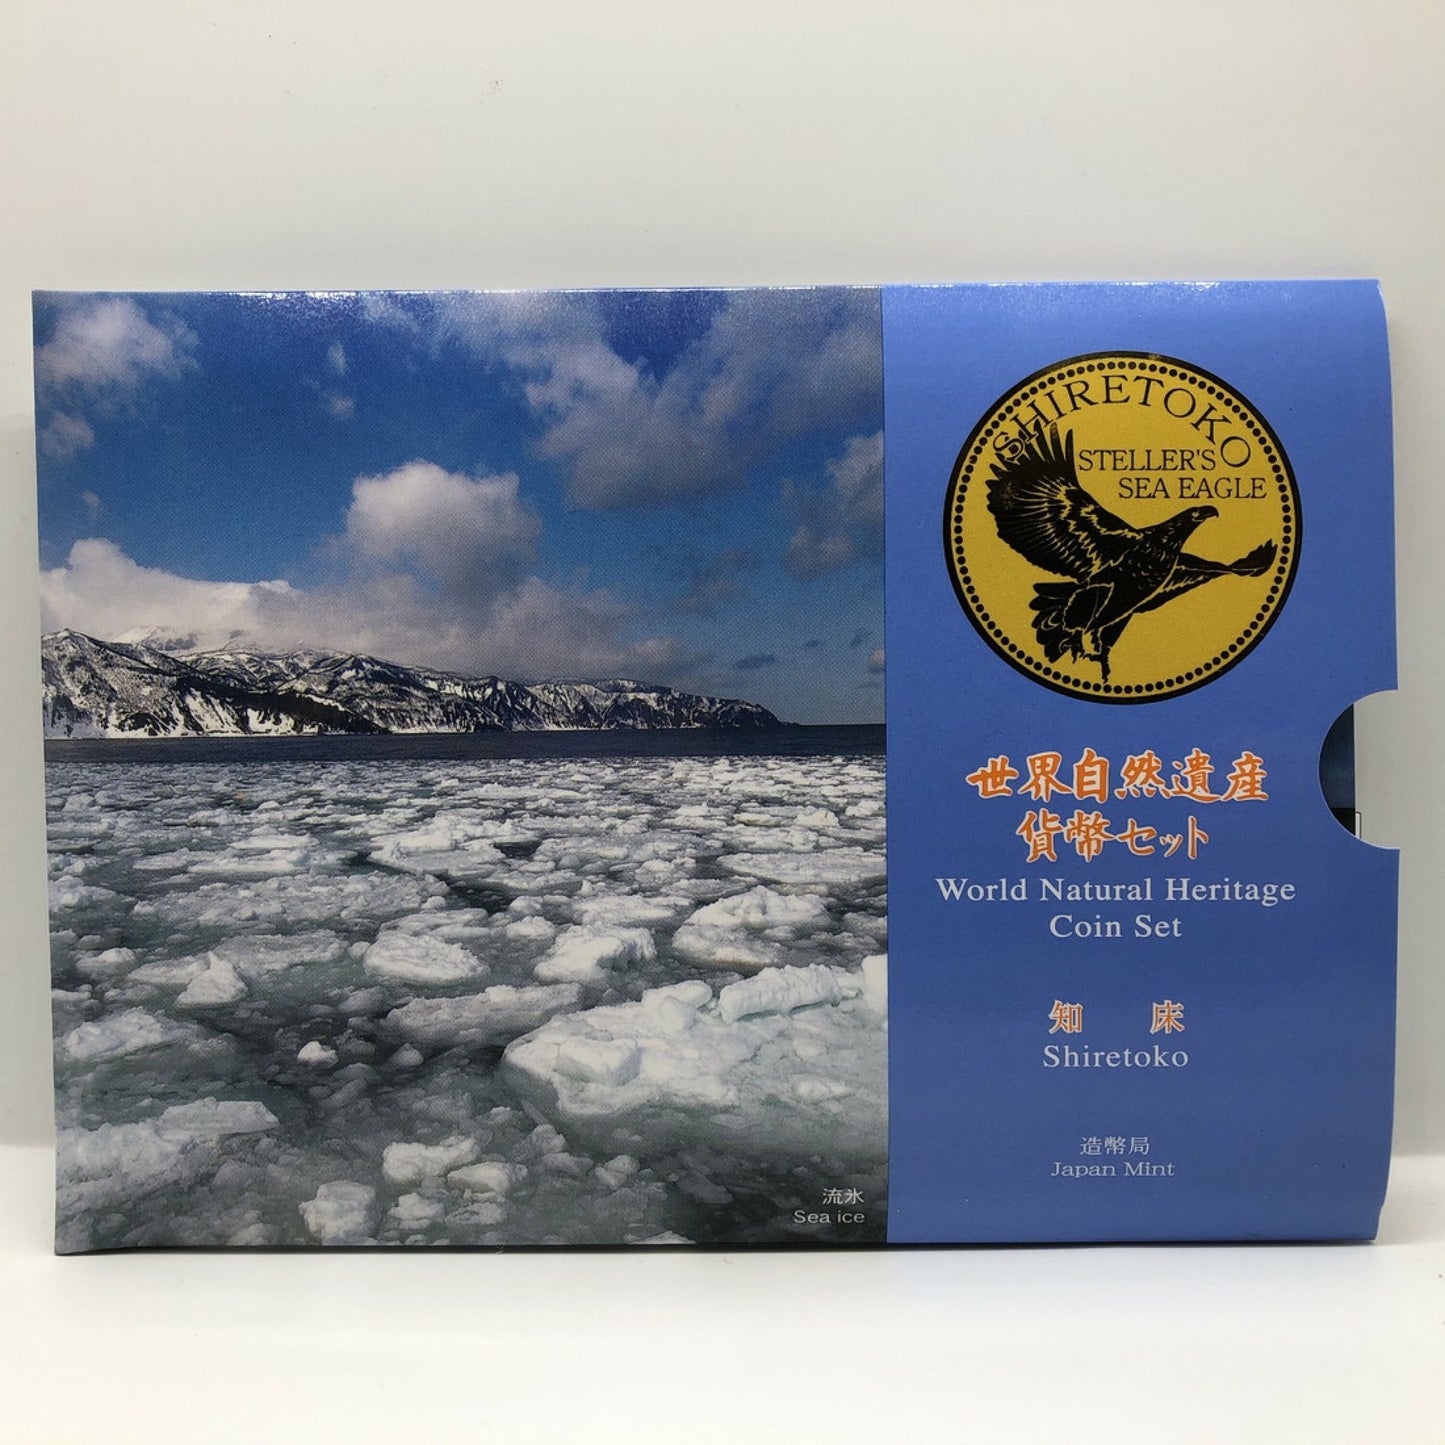 SHIRETOKO
STELLER'S
SEA EAGLE
世界自然遺産
貨幣セット
World Natural Heritage
Coin Set
知床
Shiretoko
造幣局
Japan Mint
流氷
Sea ice